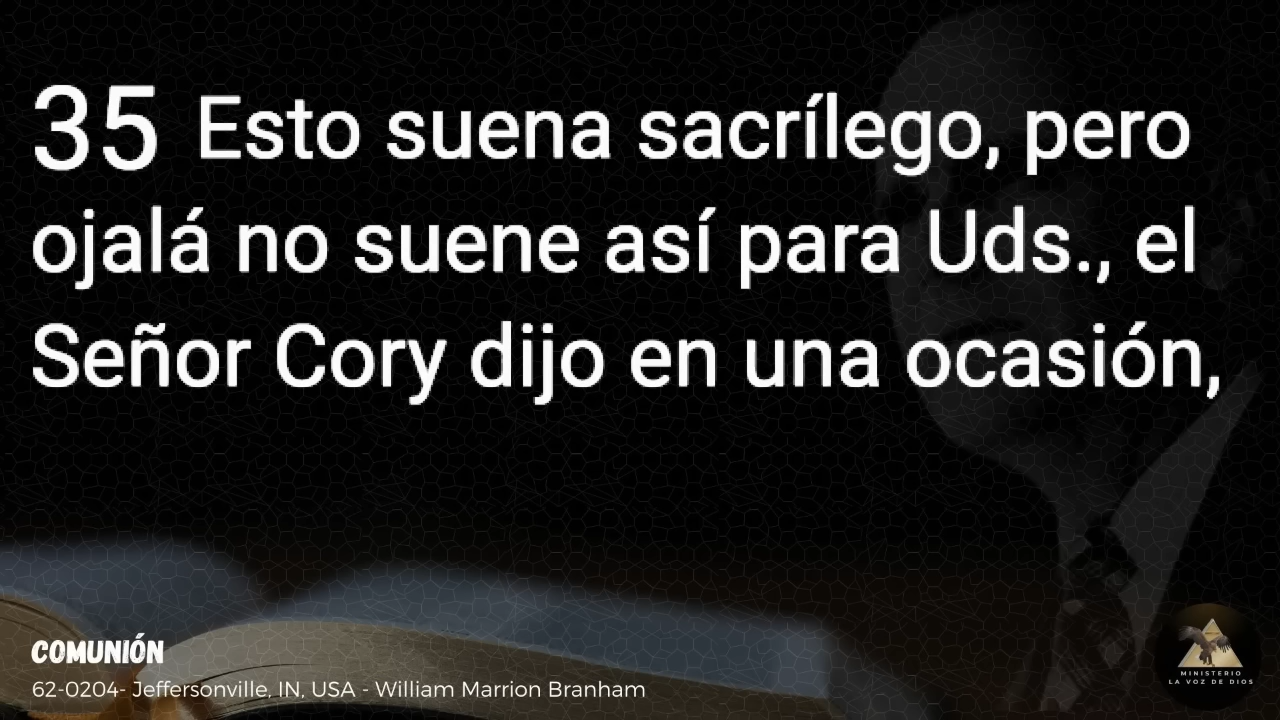 35 Esto suena sacrílego, pero
ojalá no suene así para Uds., el
Señor Cory dijo en una ocasión,
COMUNIÓN
62-0204- Jeffersonville, IN, USA - William Marrion Branham
MINISTERIO
LA VOZ DE DIOS